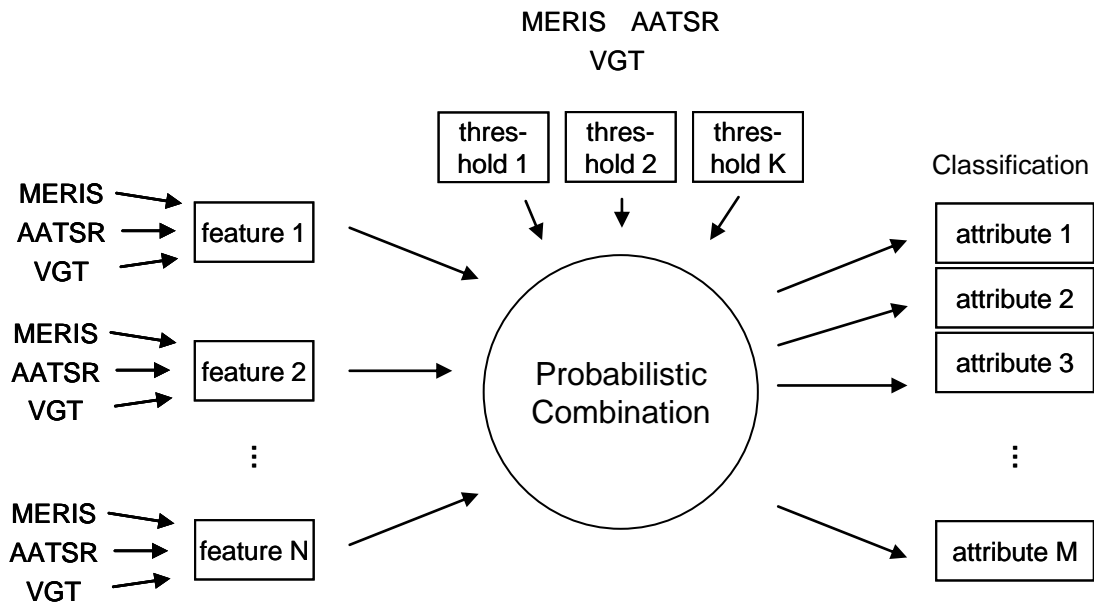 MERIS AATSR
VGT
thres-
hold 1
thres-
hold 2
thres-
hold K
Classification
MERIS
AATSR
VGT
feature 1
MERIS
AATSR
VGT
feature 2
...
MERIS
AATSR
VGT
feature N
Probabilistic
Combination
attribute 1
attribute 2
attribute 3
...
attribute M